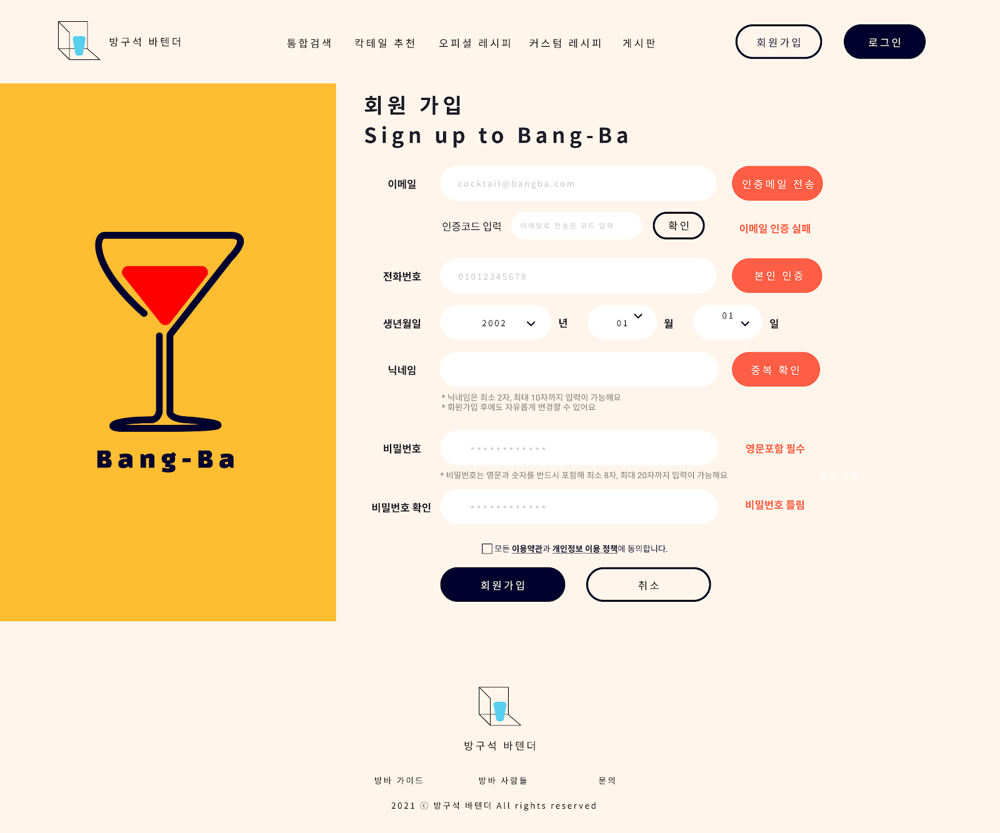 방구석 바텐더
통합검색 칵테일 추천 오피셜 레시피 커스텀 레시피 게시판
회원가입 로그인
회원 가입
Sign up to Bang-Ba
이메일 cocktail@bangba.com 인증메일 전송
인증코드 입력 이메일로 전송된 코드 입력 확인 이메일 인증 실패
전화번호 01012345678 본인 인증
생년월일 2002 년 01 월 01 일
닉네임 중복 확인
* 닉네임은 최소 2자, 최대 10자까지 입력이 가능해요
* 회원가입 후에도 자유롭게 변경할 수 있어요
비밀번호 ************ 영문포함 필수
* 비밀번호는 영문과 숫자를 반드시 포함해 최소 8자, 최대 20자까지 입력이 가능해요
중복 확인
비밀번호 확인 ************ 비밀번호 틀림
모든 이용약관과 개인정보 이용 정책에 동의합니다.
회원가입 취소
Bang-Ba
방구석 바텐더
방바 가이드 방바 사람들 문의
2021 ⓒ 방구석 바텐더 All rights reserved